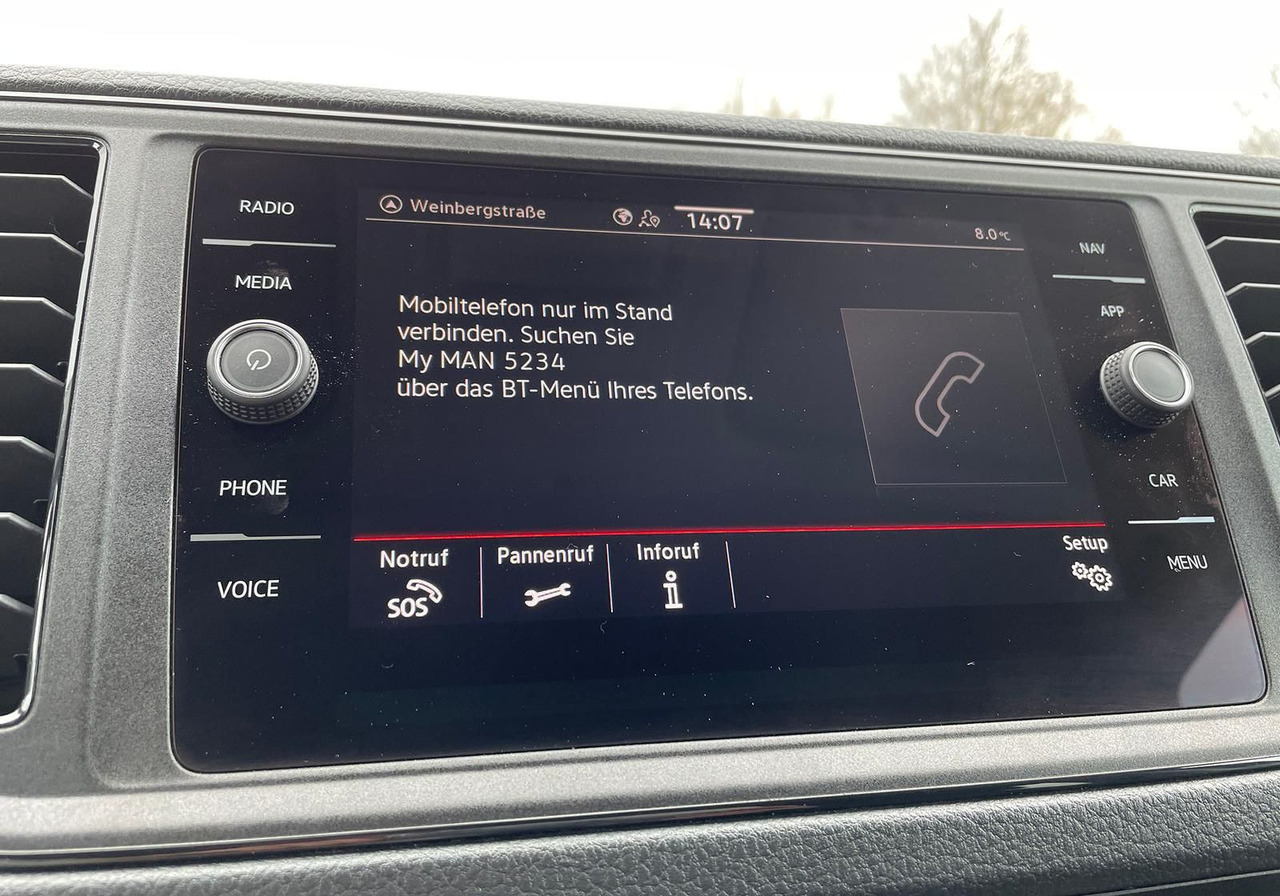 RADIO
MEDIA
PHONE
VOICE
Weinbergstraße 14:07
8.0°C
Mobiltelefon nur im Stand
verbinden. Suchen Sie
My MAN 5234
über das BT-Menü Ihres Telefons.
Notruf Pannenruf Inforuf Setup
SOS i
NAV
APP
CAR
MENU